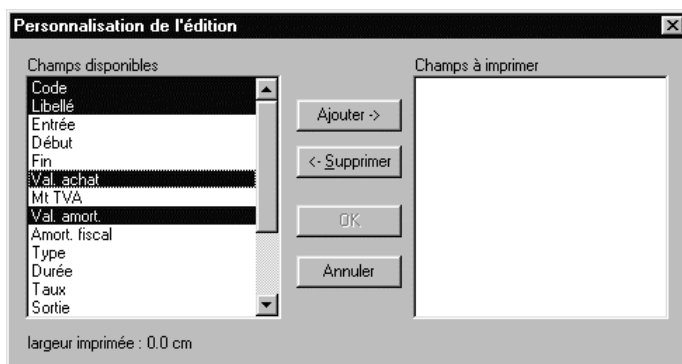 Personnalisation de l'édition
Champs disponibles
Code
Libellé
Entrée
Début
Fin
Val. achat
Mt TVA
Val. amort.
Amort. fiscal
Type
Durée
Taux
Sortie
Ajouter ->
<- Supprimer
OK
Annuler
Champs à imprimer
largeur imprimée : 0.0 cm